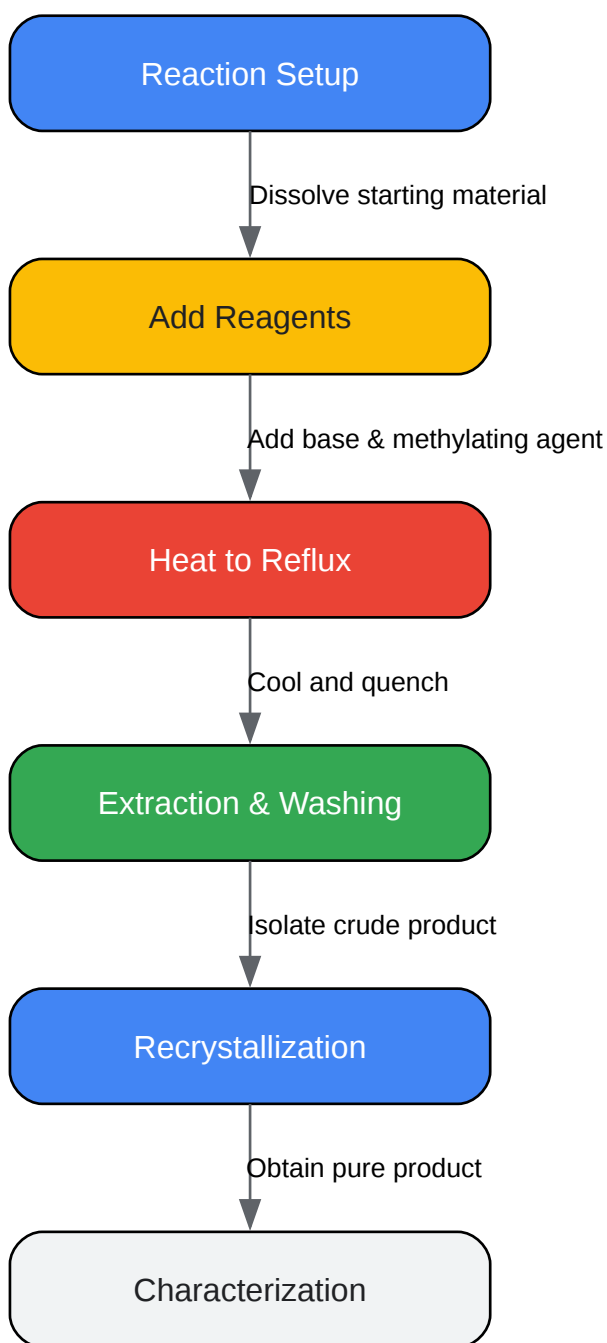 Reaction Setup
Dissolve starting material
Add Reagents
Add base & methylating agent
Heat to Reflux
Cool and quench
Extraction & Washing
Isolate crude product
Recrystallization
Obtain pure product
Characterization